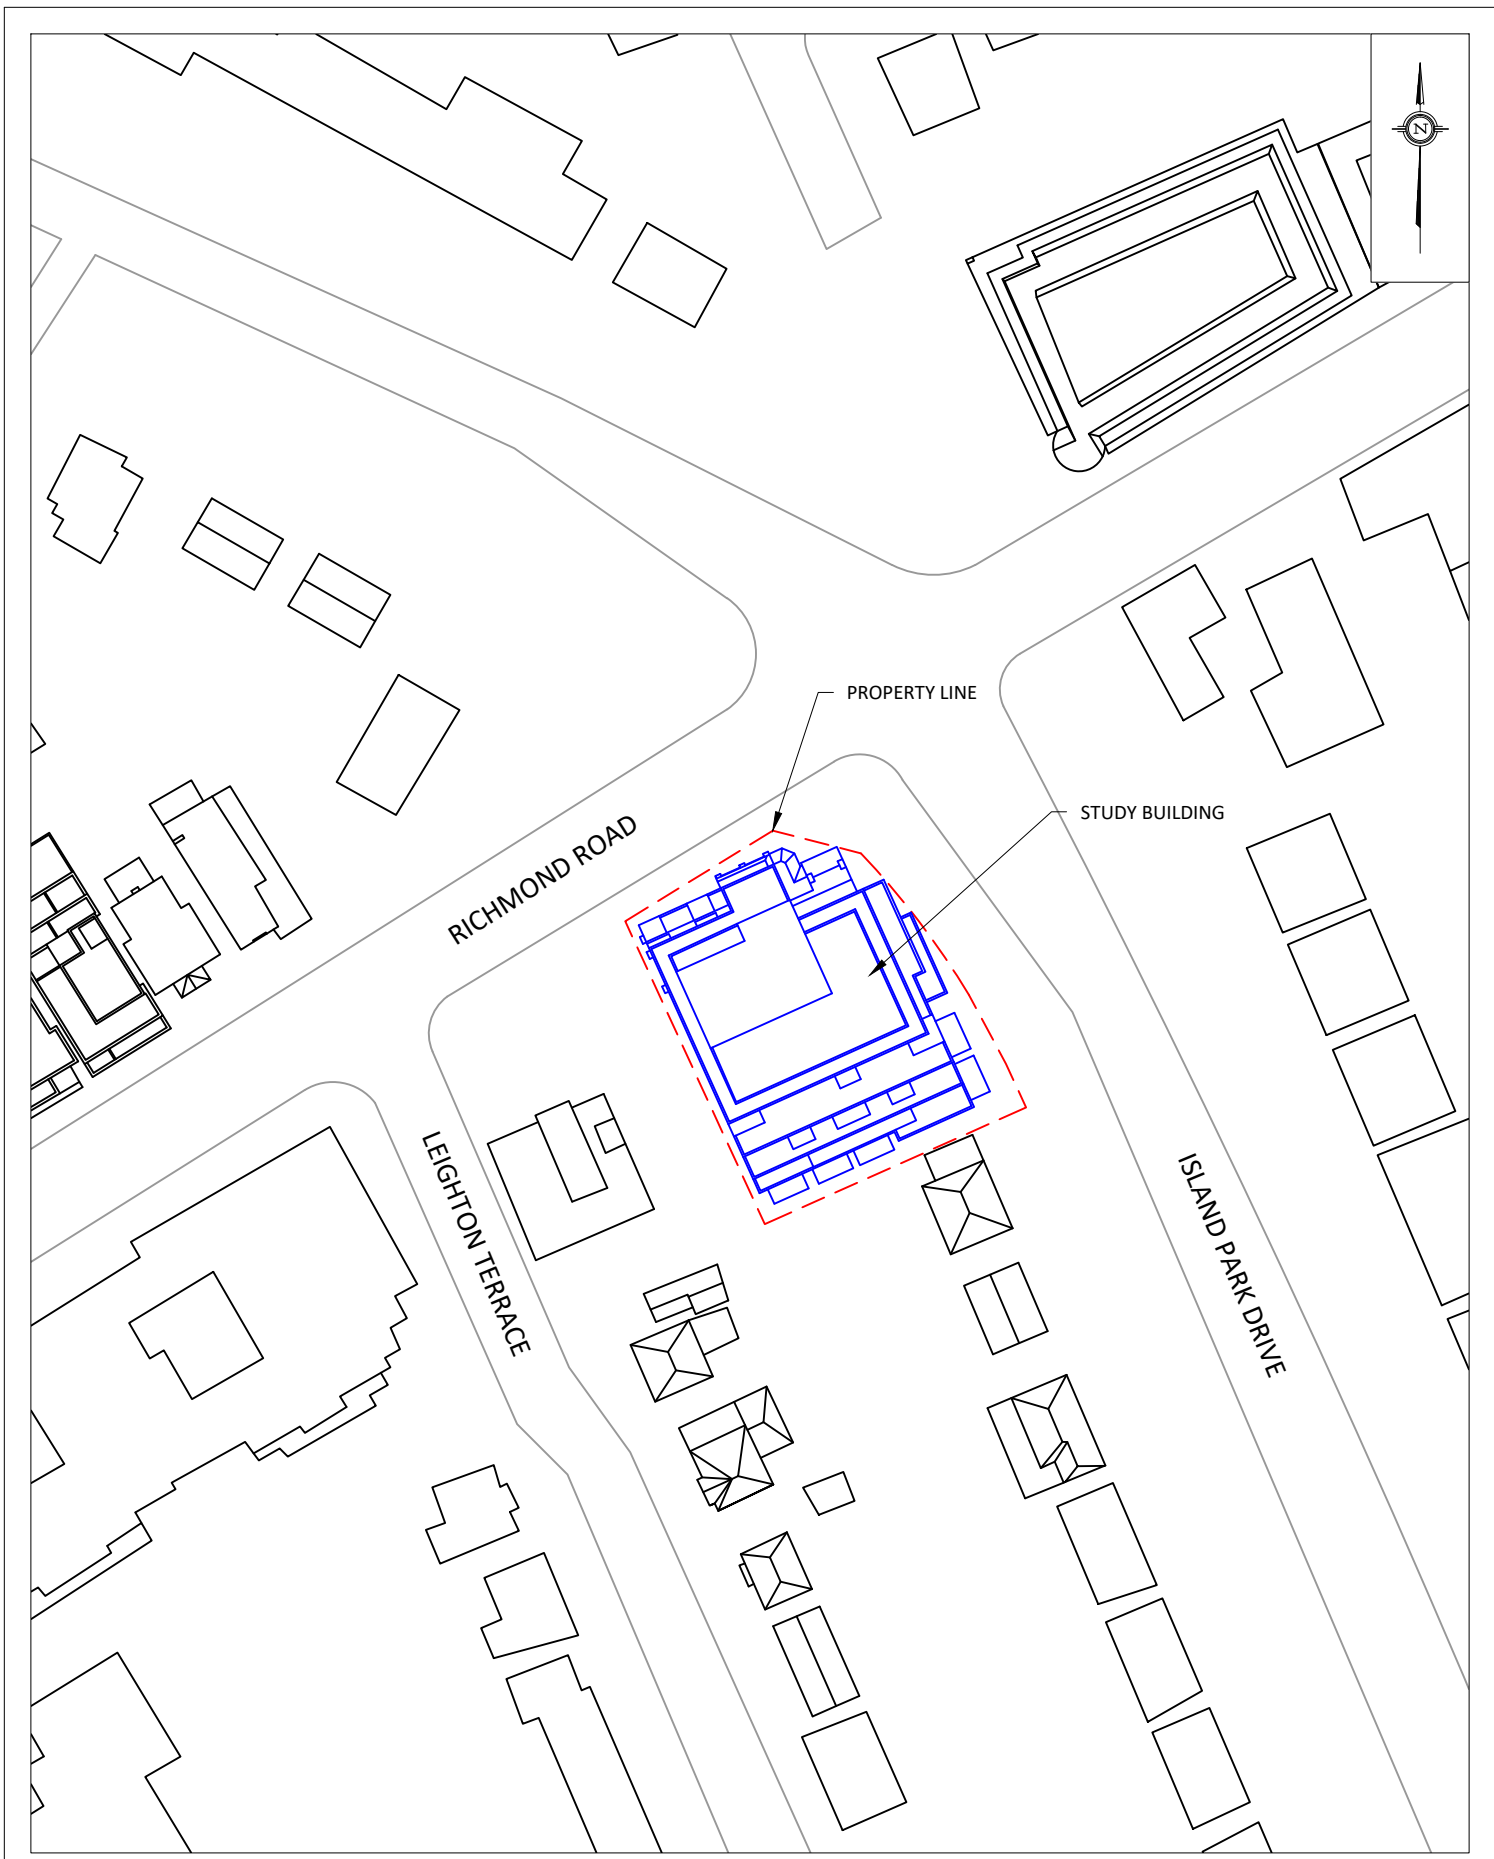 N
PROPERTY LINE
STUDY BUILDING
RICHMOND ROAD
LEIGHTON TERRACE
ISLAND PARK DRIVE